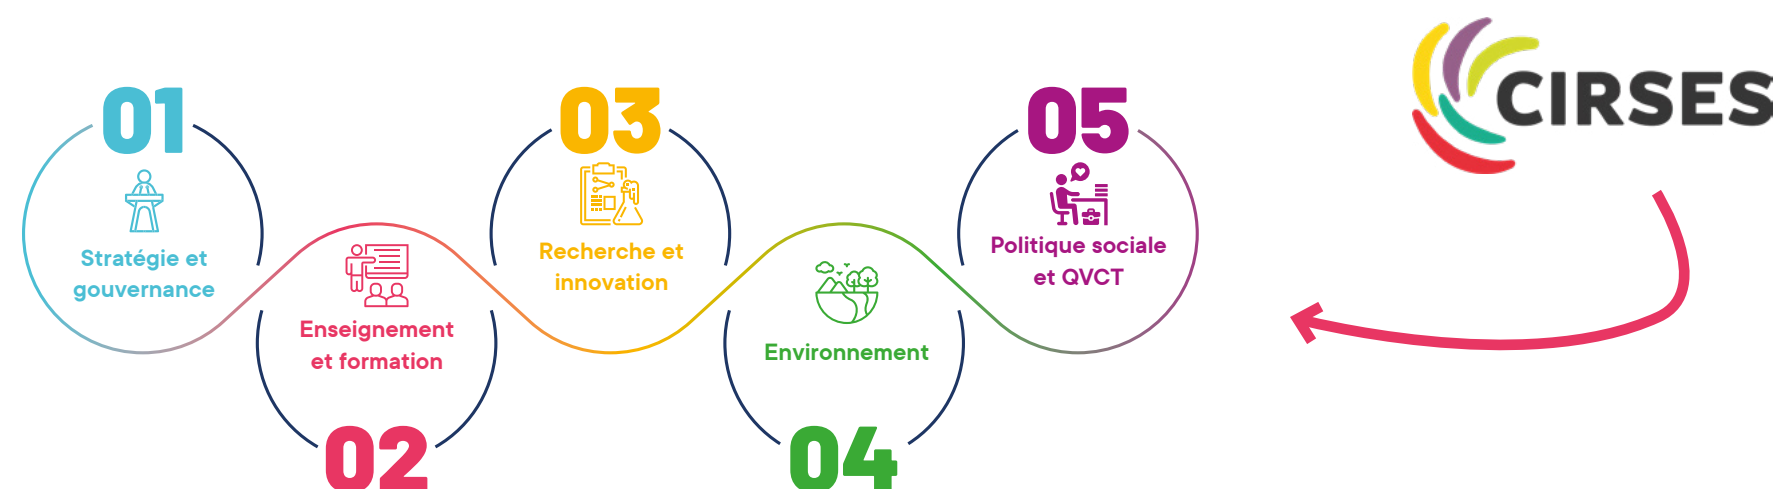 01
Stratégie et
gouvernance
Enseignement
et formation
02
03
Recherche et
innovation
Environnement
04
05
Politique sociale
et QVCT
CIRSES